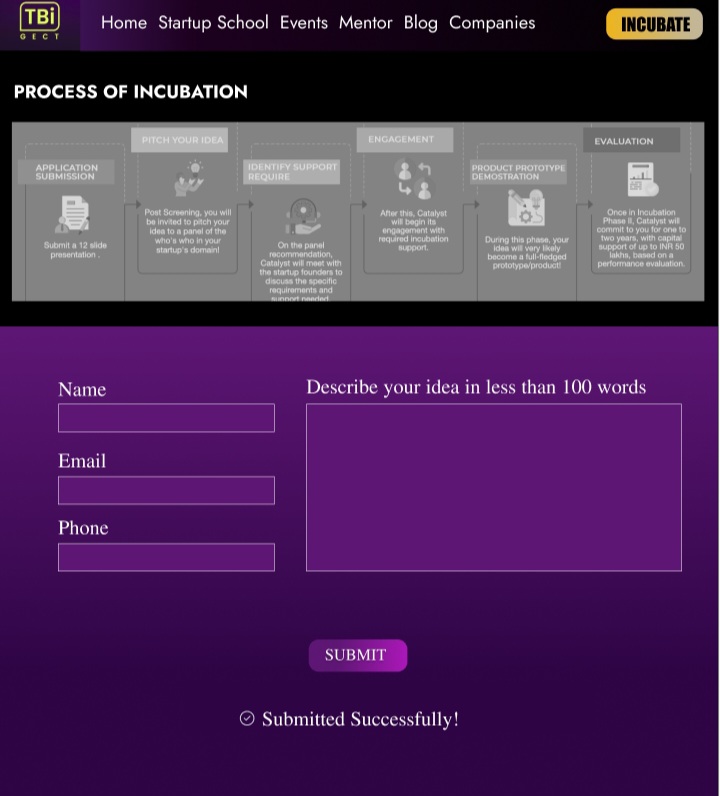 TBi
GECT
Home Startup School Events Mentor Blog Companies
INCUBATE
PROCESS OF INCUBATION
APPLICATION
SUBMISSION
Submit a 12 slide
presentation .
PITCH YOUR IDEA
Post Screening, you will
be invited to pitch your
idea to a panel of the
who's who in your
startup's domain!
IDENTIFY SUPPORT
REQUIRE
On the panel
recommendation,
Catalyst will meet with
the startup founders to
discuss the specific
requirements and
support needed
ENGAGEMENT
After this, Catalyst
will begin its
engagement with
required incubation
support.
PRODUCT PROTOTYPE
DEMOSTRATION
During this phase, your
idea will very likely
become a full-fledged
prototype/product!
EVALUATION
Once in Incubation
Phase II, Catalyst will
commit to you for one to
two years, with capital
support of up to INR 50
lakhs, based on a
performance evaluation.
Name
Email
Phone
Describe your idea in less than 100 words
SUBMIT
Submitted Successfully!